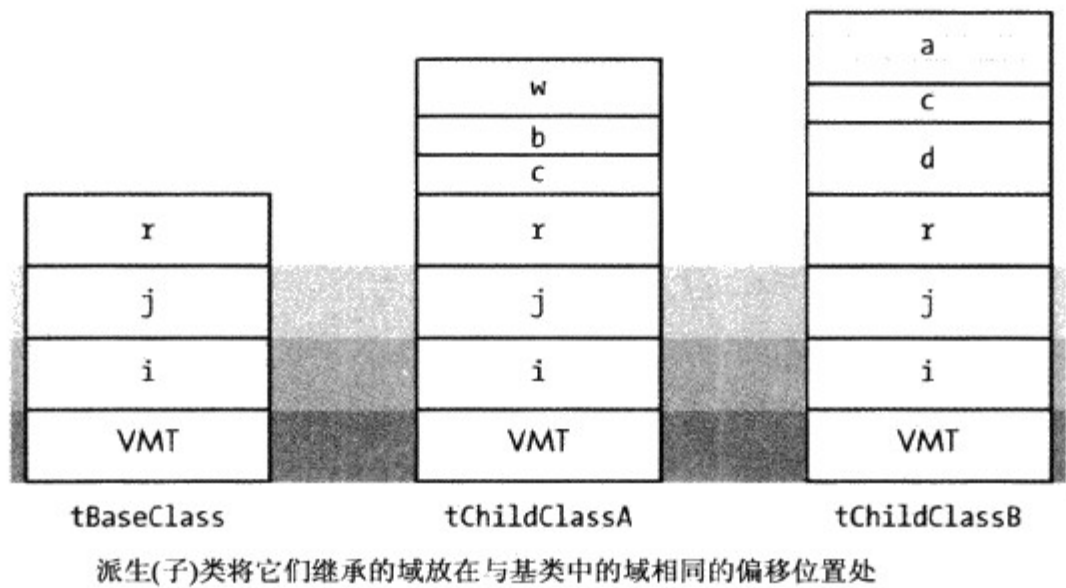 a
w
c
b
d
c
r
r
r
j
j
j
i
i
i
VMT
VMT
VMT
tBaseClass
tChildClassA
tChildClassB
派生(子)类将它们继承的域放在与基类中的域相同的偏移位置处